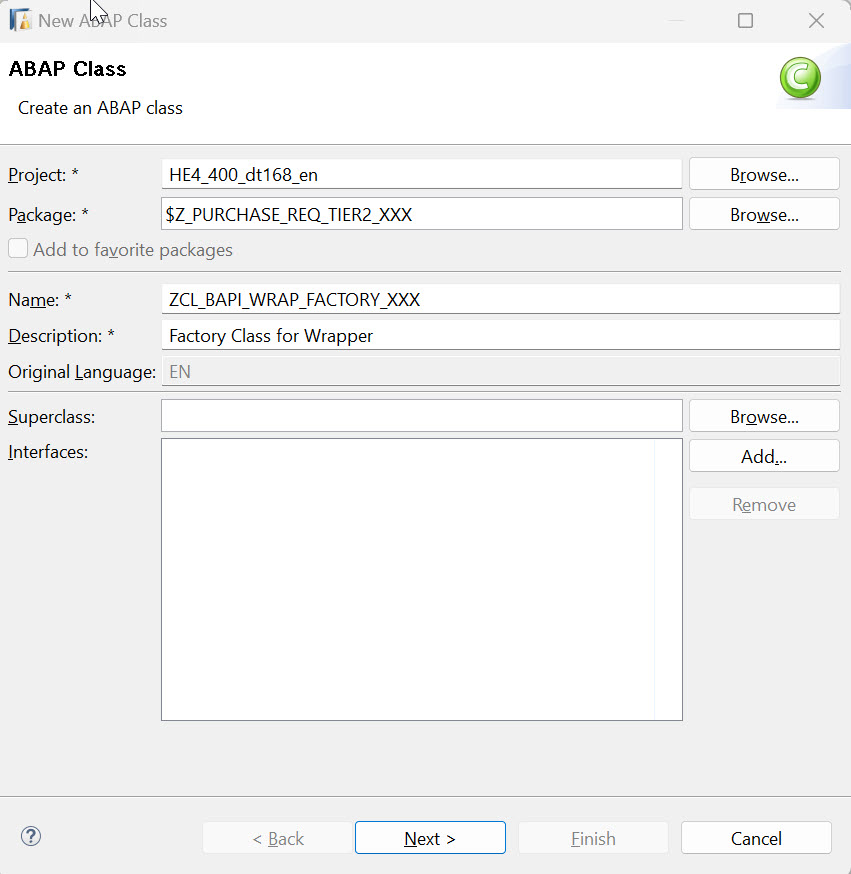 New ABAP Class
ABAP Class
Create an ABAP class
C
Project: * HE4_400_dt168_en Browse...
Package: * $Z_PURCHASE_REQ_TIER2_XXX Browse...
Add to favorite packages
Name: * ZCL_BAPI_WRAP_FACTORY_XXX
Description: * Factory Class for Wrapper
Original Language: EN
Superclass: Browse...
Interfaces: Add...
Remove
? < Back Next > Finish Cancel